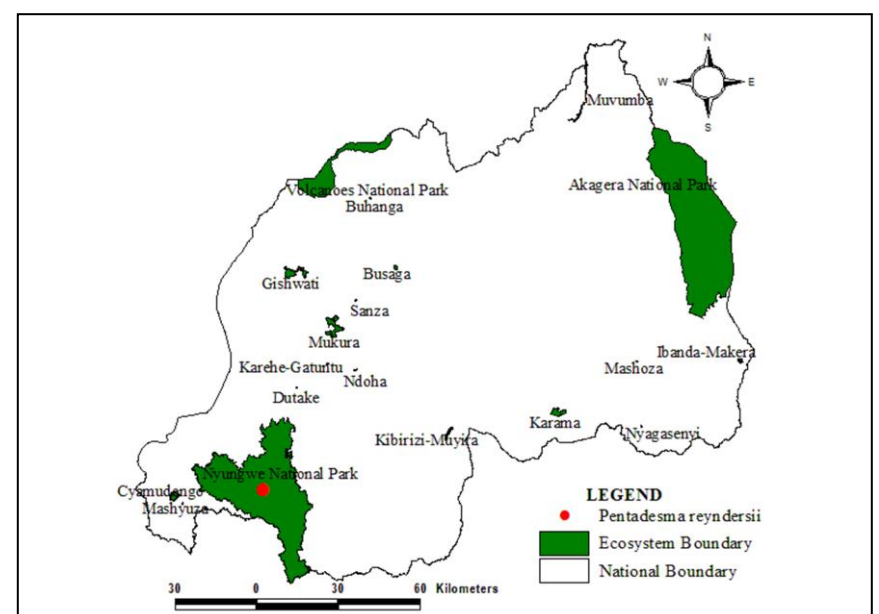 N
W E
S
Muvumba
Akagera National Park
Volcanoes National Park
Buhanga
Gishwati
Busaga
Sanza
Mukura
Karehe-Gatuntu
Ndoha
Dutake
Ibanda-Makera
Mashoza
Karama
Nyagasenyi
Kibirizi-Muyira
Nyungwe National Park
Cyamudongo
Mashyuza
LEGEND
Pentadesma reyndersii
Ecosystem Boundary
National Boundary
30 0 30 60 Kilometers